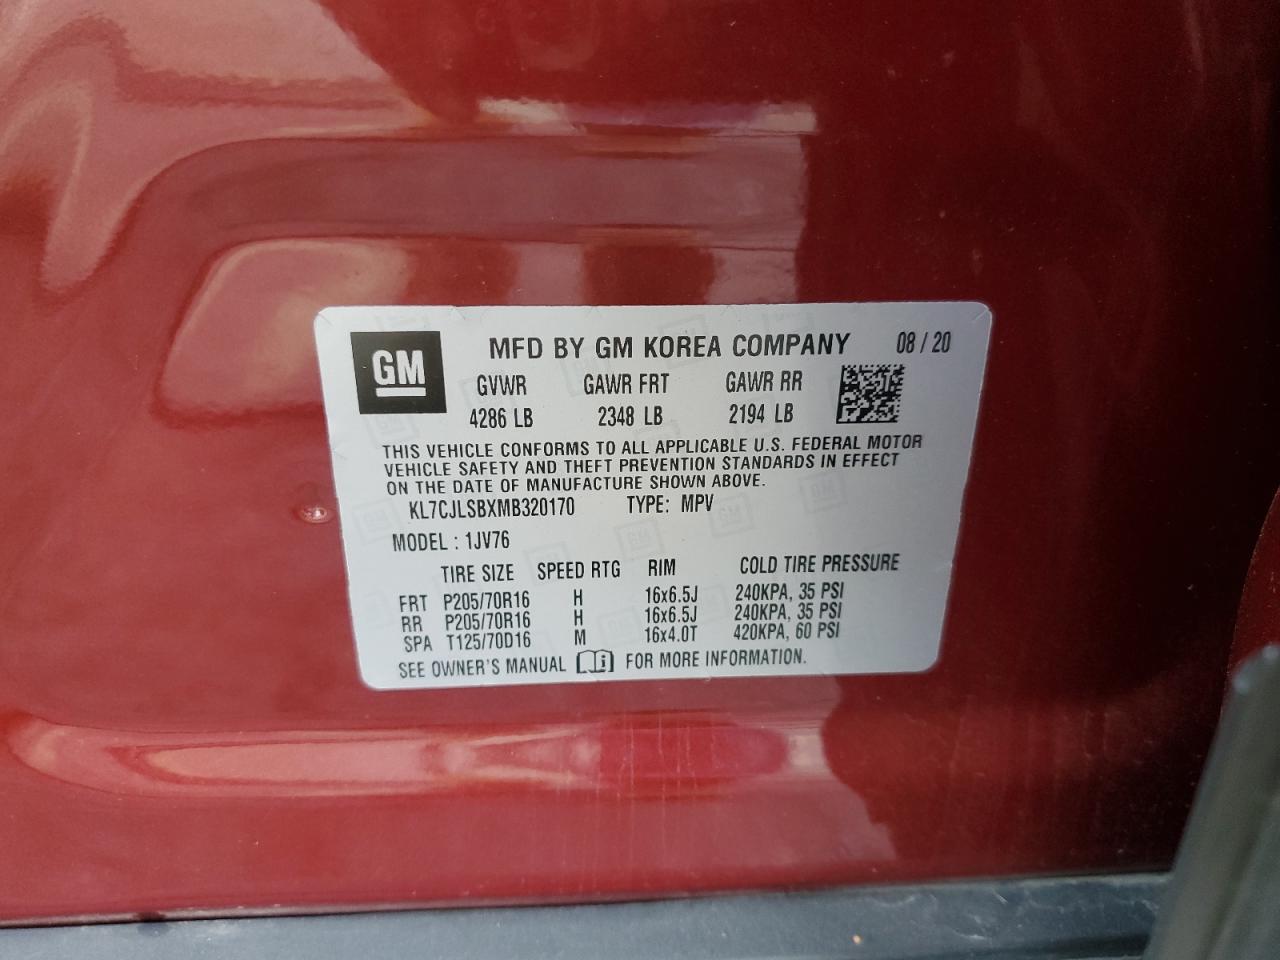 GM MFD BY GM KOREA COMPANY 08 / 20
GVWR GAWR FRT GAWR RR
4286 LB 2348 LB 2194 LB
THIS VEHICLE CONFORMS TO ALL APPLICABLE U.S. FEDERAL MOTOR
VEHICLE SAFETY AND THEFT PREVENTION STANDARDS IN EFFECT
ON THE DATE OF MANUFACTURE SHOWN ABOVE.
KL7CJLSBXMB320170 TYPE: MPV
MODEL : 1JV76
TIRE SIZE SPEED RTG RIM COLD TIRE PRESSURE
FRT P205/70R16 H 16x6.5J 240KPA, 35 PSI
RR P205/70R16 H 16x6.5J 240KPA, 35 PSI
SPA T125/70D16 M 16x4.0T 420KPA, 60 PSI
SEE OWNER'S MANUAL FOR MORE INFORMATION.